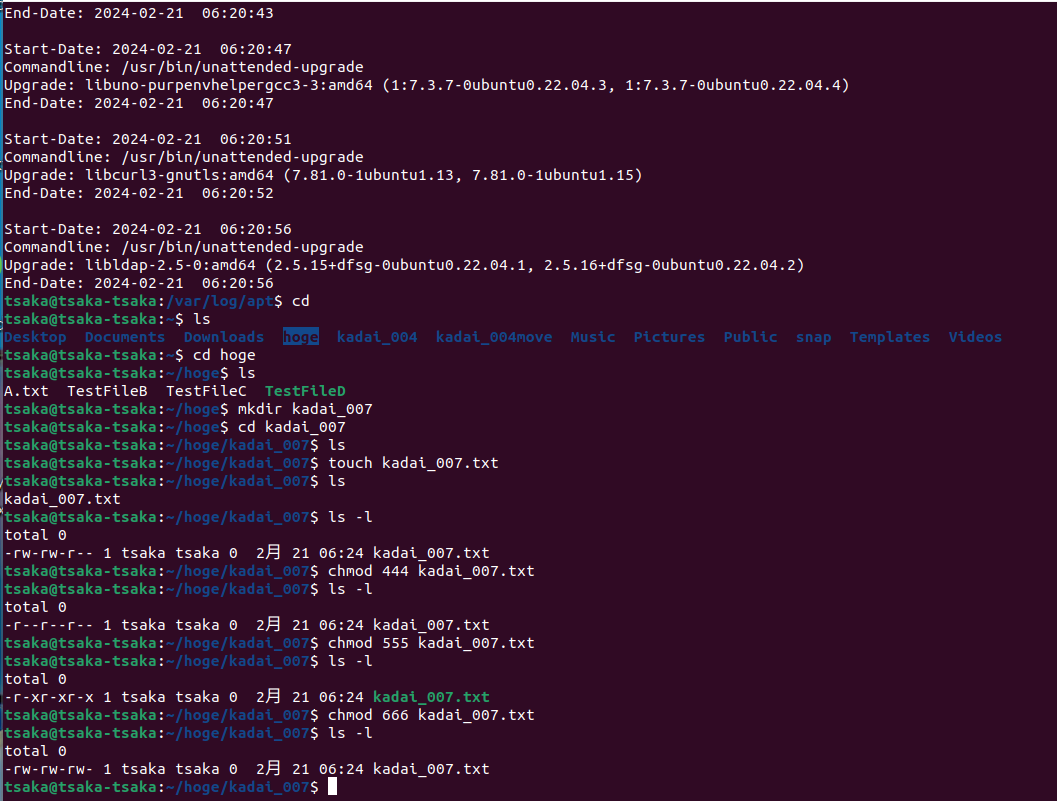 End-Date: 2024-02-21  06:20:43

Start-Date: 2024-02-21  06:20:47
Commandline: /usr/bin/unattended-upgrade
Upgrade: libuno-purpenvhelpergcc3-3:amd64 (1:7.3.7-0ubuntu0.22.04.3, 1:7.3.7-0ubuntu0.22.04.4)
End-Date: 2024-02-21  06:20:47

Start-Date: 2024-02-21  06:20:51
Commandline: /usr/bin/unattended-upgrade
Upgrade: libcurl3-gnutls:amd64 (7.81.0-1ubuntu1.13, 7.81.0-1ubuntu1.15)
End-Date: 2024-02-21  06:20:52

Start-Date: 2024-02-21  06:20:56
Commandline: /usr/bin/unattended-upgrade
Upgrade: libldap-2.5-0:amd64 (2.5.15+dfsg-0ubuntu0.22.04.1, 2.5.16+dfsg-0ubuntu0.22.04.2)
End-Date: 2024-02-21  06:20:56
tsaka@tsaka-tsaka:/var/log/apt$ cd
tsaka@tsaka-tsaka:~$ ls
Desktop  Documents  Downloads  hoge  kadai_004  kadai_004move  Music  Pictures  Public  snap  Templates  Videos
tsaka@tsaka-tsaka:~$ cd hoge
tsaka@tsaka-tsaka:~/hoge$ ls
A.txt  TestFileB  TestFileC  TestFileD
tsaka@tsaka-tsaka:~/hoge$ mkdir kadai_007
tsaka@tsaka-tsaka:~/hoge$ cd kadai_007
tsaka@tsaka-tsaka:~/hoge/kadai_007$ ls
tsaka@tsaka-tsaka:~/hoge/kadai_007$ touch kadai_007.txt
tsaka@tsaka-tsaka:~/hoge/kadai_007$ ls
kadai_007.txt
tsaka@tsaka-tsaka:~/hoge/kadai_007$ ls -l
total 0
-rw-rw-r-- 1 tsaka tsaka 0  2月 21 06:24 kadai_007.txt
tsaka@tsaka-tsaka:~/hoge/kadai_007$ chmod 444 kadai_007.txt
tsaka@tsaka-tsaka:~/hoge/kadai_007$ ls -l
total 0
-r--r--r-- 1 tsaka tsaka 0  2月 21 06:24 kadai_007.txt
tsaka@tsaka-tsaka:~/hoge/kadai_007$ chmod 555 kadai_007.txt
tsaka@tsaka-tsaka:~/hoge/kadai_007$ ls -l
total 0
-r-xr-xr-x 1 tsaka tsaka 0  2月 21 06:24 kadai_007.txt
tsaka@tsaka-tsaka:~/hoge/kadai_007$ chmod 666 kadai_007.txt
tsaka@tsaka-tsaka:~/hoge/kadai_007$ ls -l
total 0
-rw-rw-rw- 1 tsaka tsaka 0  2月 21 06:24 kadai_007.txt
tsaka@tsaka-tsaka:~/hoge/kadai_007$